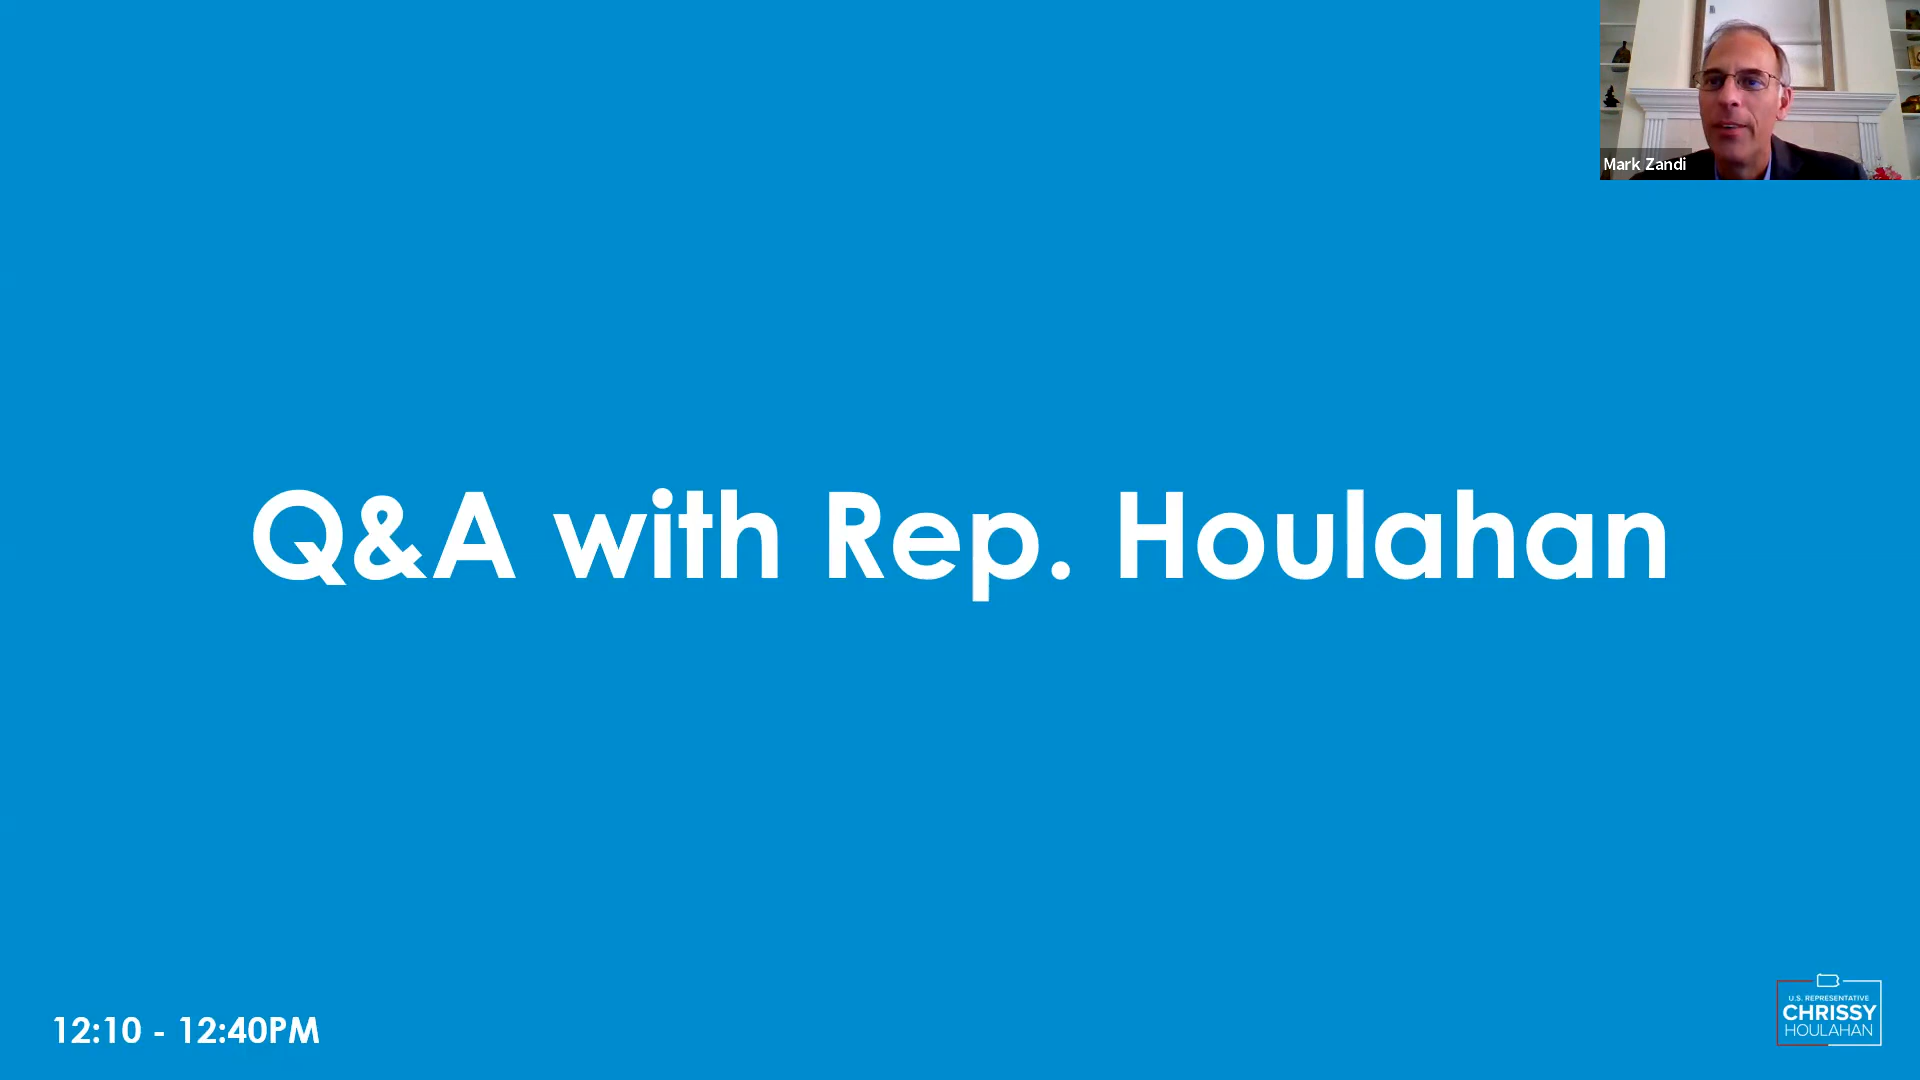 Mark Zandi
Q&A with Rep. Houlahan
12:10 - 12:40PM
U.S. REPRESENTATIVE
CHRISSY
HOULAHAN